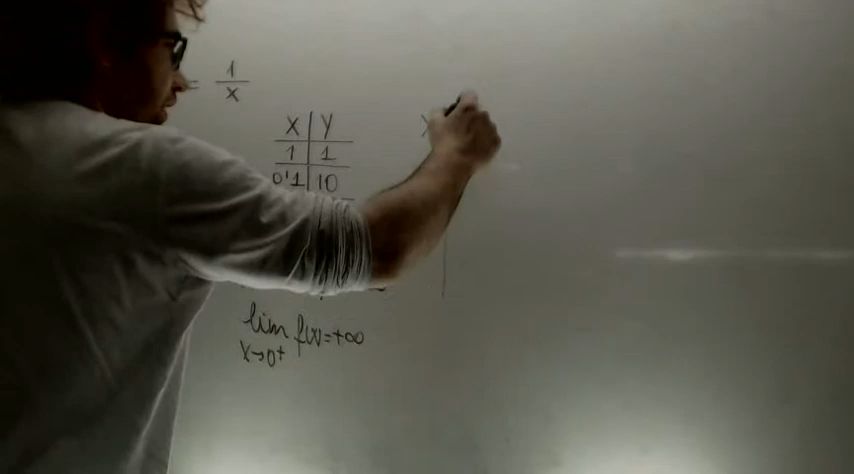 = 1/x
X | Y
1 | 1
0'1 | 10
X
lim f(x)=+∞
x→0+